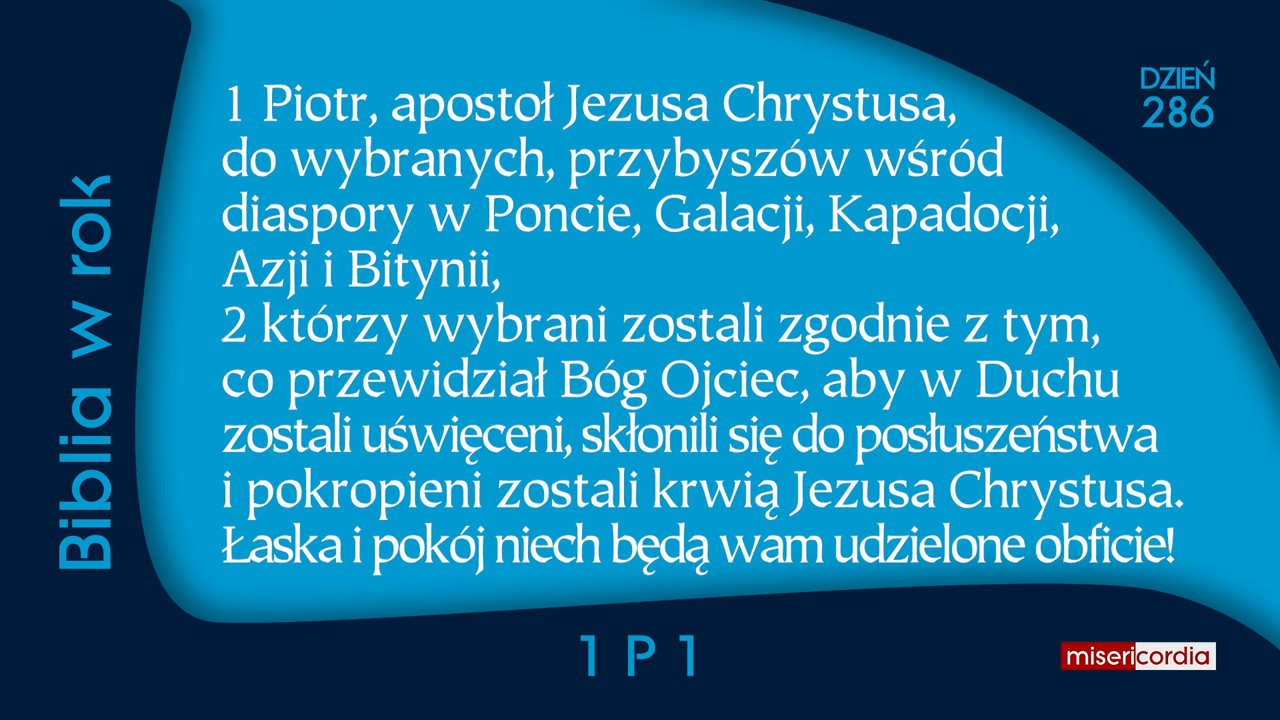 DZIEŃ
286
1 Piotr, apostoł Jezusa Chrystusa,
do wybranych, przybyszów wśród
diaspory w Poncie, Galacji, Kapadocji,
Azji i Bitynii,
2 którzy wybrani zostali zgodnie z tym,
co przewidział Bóg Ojciec, aby w Duchu
zostali uświęceni, skłonili się do posłuszeństwa
i pokropieni zostali krwią Jezusa Chrystusa.
Łaska i pokój niech będą wam udzielone obficie!
Biblia w rok
1 P 1
misericordia